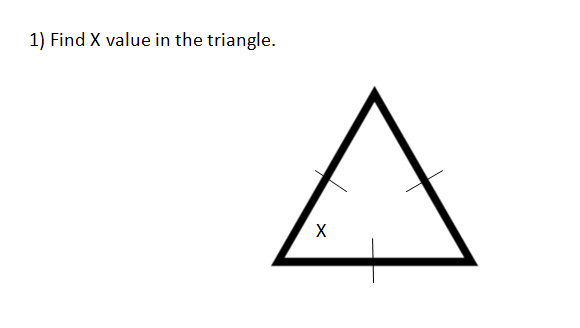 1) Find X value in the triangle.
X